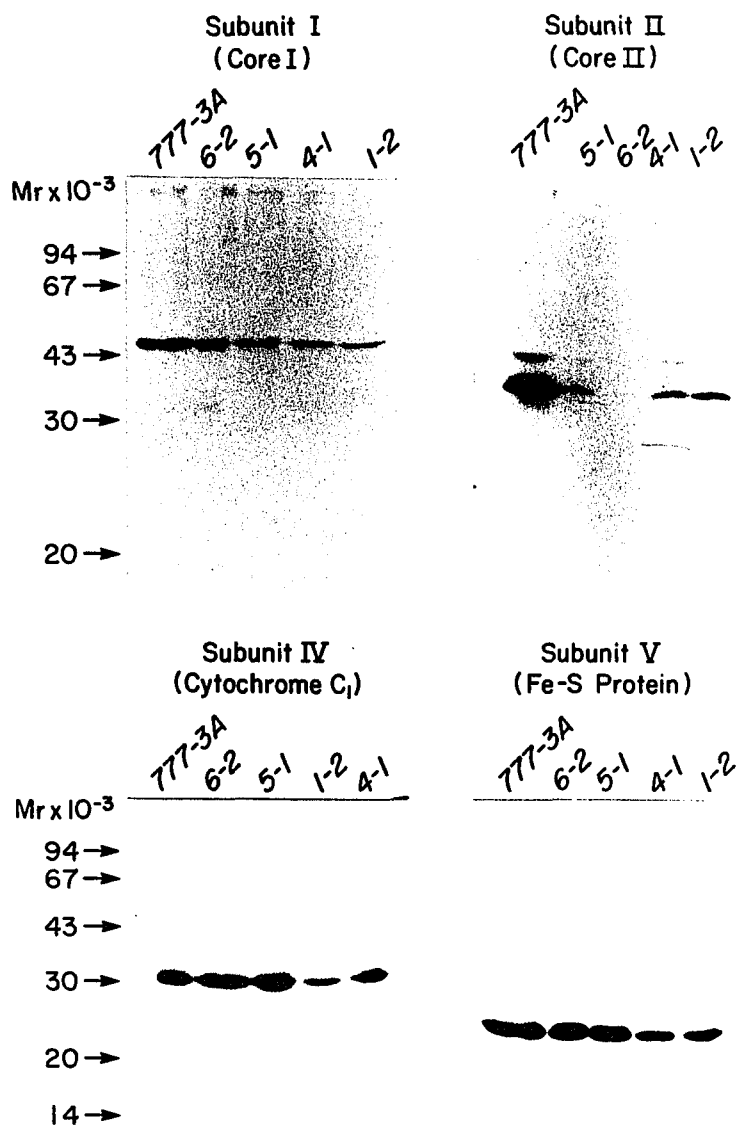 Subunit I
(Core I)
777-3A 6-2 5-1 4-1 1-2
Mr x 10-3
94
67
43
30
20
Subunit II
(Core II)
777-3A 5-1 6-2 4-1 1-2
Subunit IV
(Cytochrome C1)
777-3A 6-2 5-1 1-2 4-1
Mr x 10-3
94
67
43
30
20
14
Subunit V
(Fe-S Protein)
777-3A 6-2 5-1 4-1 1-2